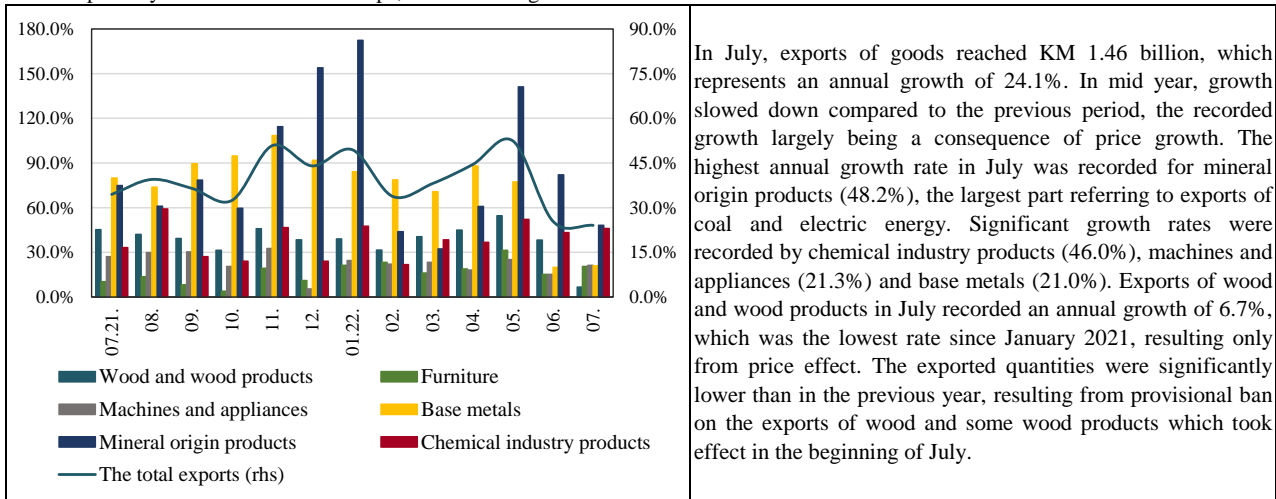 180.0%
150.0%
120.0%
90.0%
60.0%
30.0%
0.0%
90.0%
75.0%
60.0%
45.0%
30.0%
15.0%
0.0%
07.21.
08.
09.
10.
11.
12.
01.22.
02.
03.
04.
05.
06.
07.
Wood and wood products
Furniture
Machines and appliances
Base metals
Mineral origin products
Chemical industry products
The total exports (rhs)
In July, exports of goods reached KM 1.46 billion, which
represents an annual growth of 24.1%. In mid year, growth
slowed down compared to the previous period, the recorded
growth largely being a consequence of price growth. The
highest annual growth rate in July was recorded for mineral
origin products (48.2%), the largest part referring to exports of
coal and electric energy. Significant growth rates were
recorded by chemical industry products (46.0%), machines and
appliances (21.3%) and base metals (21.0%). Exports of wood
and wood products in July recorded an annual growth of 6.7%,
which was the lowest rate since January 2021, resulting only
from price effect. The exported quantities were significantly
lower than in the previous year, resulting from provisional ban
on the exports of wood and some wood products which took
effect in the beginning of July.